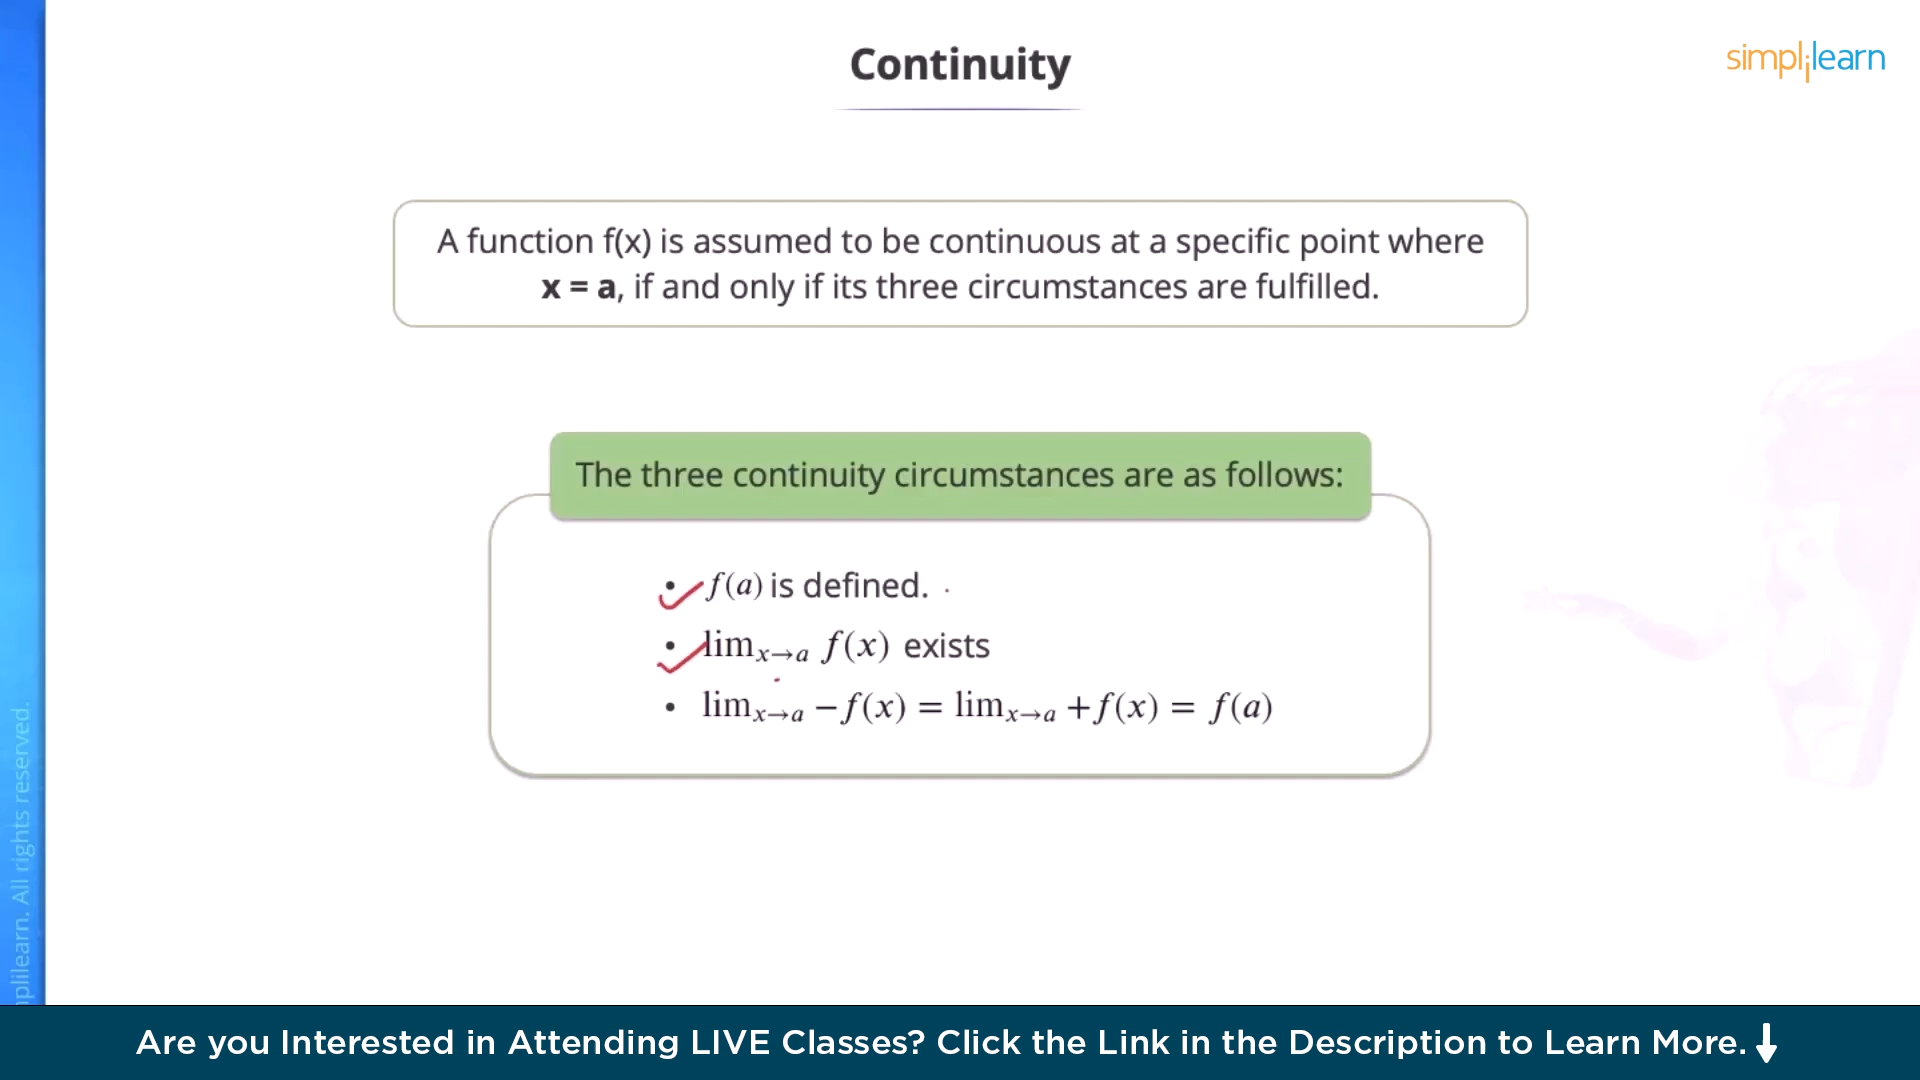 Continuity
simplilearn
A function f(x) is assumed to be continuous at a specific point where
x = a, if and only if its three circumstances are fulfilled.
The three continuity circumstances are as follows:
• f(a) is defined.
• lim_{x→a} f(x) exists
• lim_{x→a} −f(x) = lim_{x→a} +f(x) = f(a)
plilearn. All rights reserved.
Are you Interested in Attending LIVE Classes? Click the Link in the Description to Learn More.